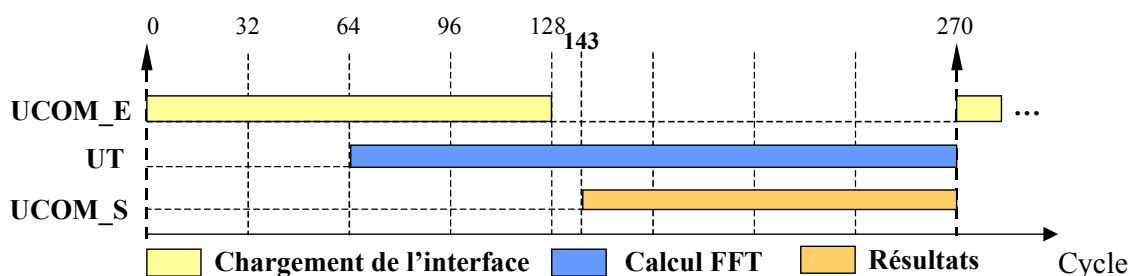 0 32 64 96 128 143 270
UCOM_E ...
UT
UCOM_S
Chargement de l'interface Calcul FFT Résultats Cycle